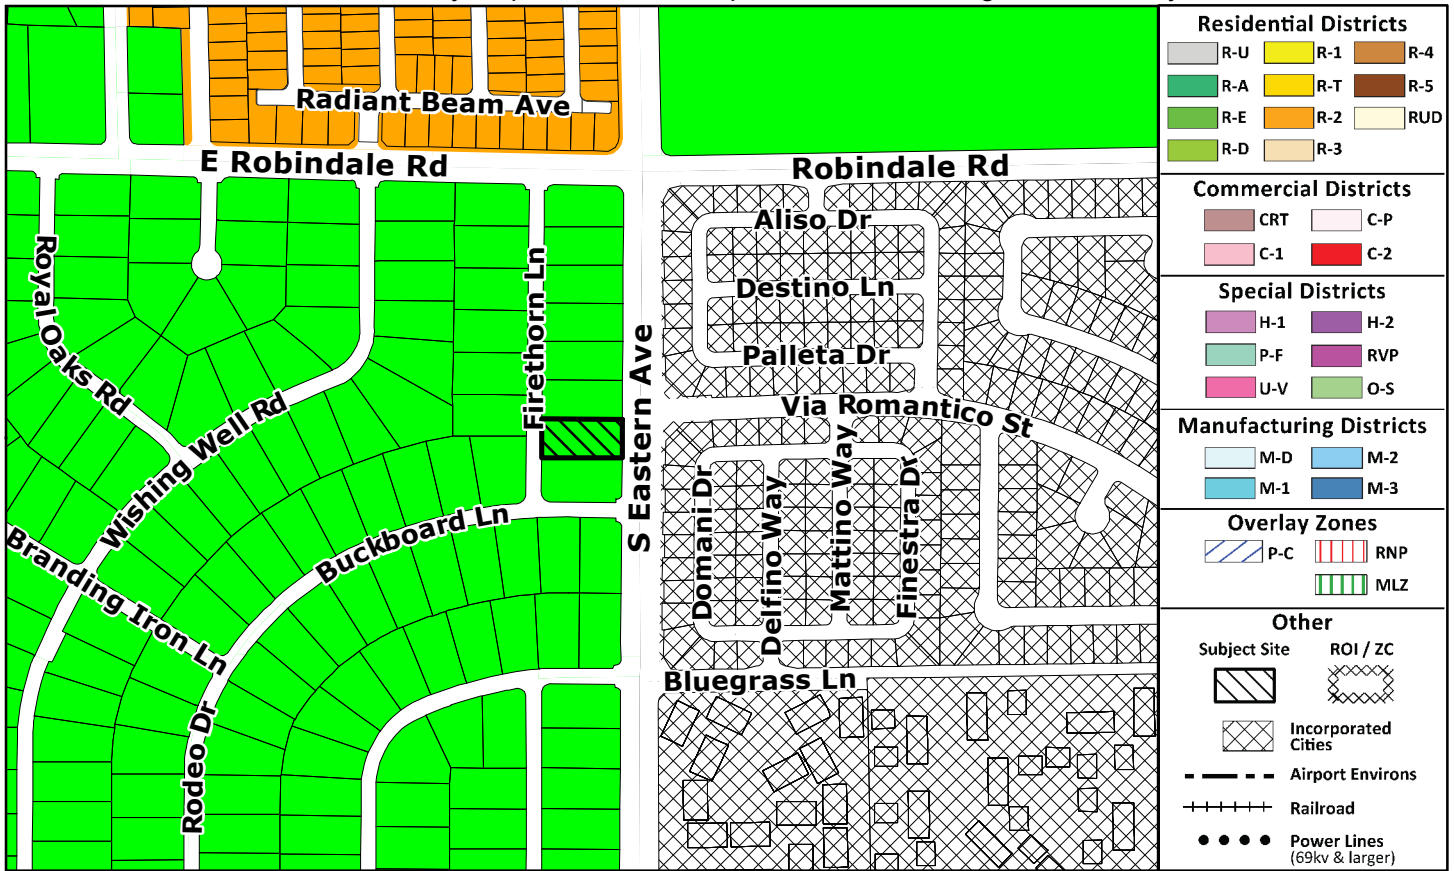 Radiant Beam Ave
E Robindale Rd
Robindale Rd
Aliso Dr
Destino Ln
Palleta Dr
Via Romantico St
Royal Oaks Rd
Firethorn Ln
S Eastern Ave
Wishing Well Rd
Buckboard Ln
Branding Iron Ln
Rodeo Dr
Domani Dr
Delfino Way
Mattino Way
Finestra Dr
Bluegrass Ln
Residential Districts
R-U R-1 R-4
R-A R-T R-5
R-E R-2 RUD
R-D R-3
Commercial Districts
CRT C-P
C-1 C-2
Special Districts
H-1 H-2
P-F RVP
U-V O-S
Manufacturing Districts
M-D M-2
M-1 M-3
Overlay Zones
P-C RNP
MLZ
Other
Subject Site ROI / ZC
Incorporated
Cities
Airport Environs
Railroad
Power Lines
(69kv & larger)